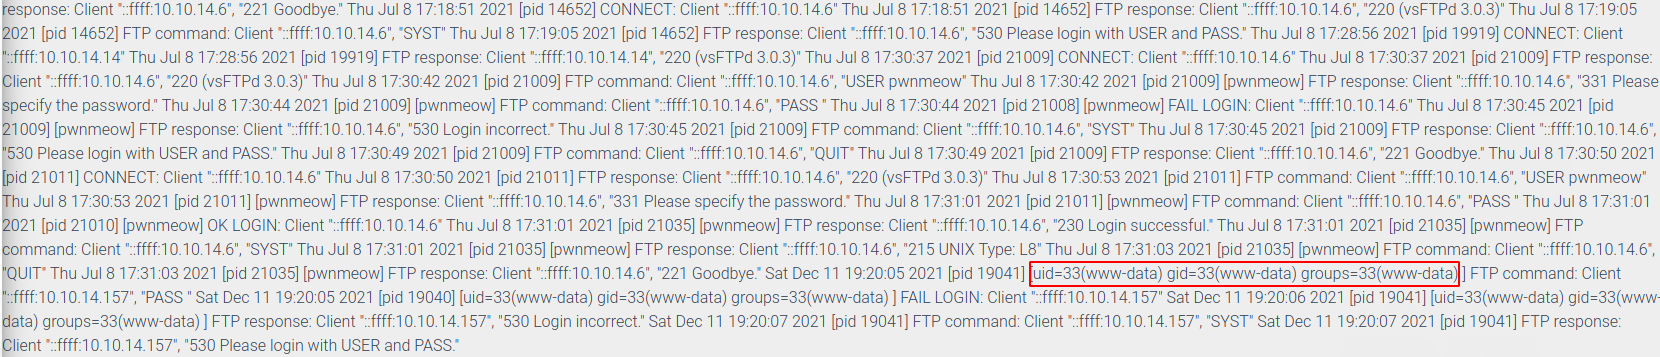 response: Client "::ffff:10.10.14.6", "221 Goodbye." Thu Jul 8 17:18:51 2021 [pid 14652] CONNECT: Client "::ffff:10.10.14.6" Thu Jul 8 17:18:51 2021 [pid 14652] FTP response: Client "::ffff:10.10.14.6", "220 (vsFTPd 3.0.3)" Thu Jul 8 17:19:05
2021 [pid 14652] FTP command: Client "::ffff:10.10.14.6", "SYST" Thu Jul 8 17:19:05 2021 [pid 14652] FTP response: Client "::ffff:10.10.14.6", "530 Please login with USER and PASS." Thu Jul 8 17:28:56 2021 [pid 19919] CONNECT: Client
"::ffff:10.10.14.14" Thu Jul 8 17:28:56 2021 [pid 19919] FTP response: Client "::ffff:10.10.14.14", "220 (vsFTPd 3.0.3)" Thu Jul 8 17:30:37 2021 [pid 21009] CONNECT: Client "::ffff:10.10.14.6" Thu Jul 8 17:30:37 2021 [pid 21009] FTP response:
Client "::ffff:10.10.14.6", "220 (vsFTPd 3.0.3)" Thu Jul 8 17:30:42 2021 [pid 21009] FTP command: Client "::ffff:10.10.14.6", "USER pwnmeow" Thu Jul 8 17:30:42 2021 [pid 21009] [pwnmeow] FTP response: Client "::ffff:10.10.14.6", "331 Please
specify the password." Thu Jul 8 17:30:44 2021 [pid 21009] [pwnmeow] FTP command: Client "::ffff:10.10.14.6", "PASS " Thu Jul 8 17:30:44 2021 [pid 21008] [pwnmeow] FAIL LOGIN: Client "::ffff:10.10.14.6" Thu Jul 8 17:30:45 2021 [pid
21009] [pwnmeow] FTP response: Client "::ffff:10.10.14.6", "530 Login incorrect." Thu Jul 8 17:30:45 2021 [pid 21009] FTP command: Client "::ffff:10.10.14.6", "SYST" Thu Jul 8 17:30:45 2021 [pid 21009] FTP response: Client "::ffff:10.10.14.6",
"530 Please login with USER and PASS." Thu Jul 8 17:30:49 2021 [pid 21009] FTP command: Client "::ffff:10.10.14.6", "QUIT" Thu Jul 8 17:30:49 2021 [pid 21009] FTP response: Client "::ffff:10.10.14.6", "221 Goodbye." Thu Jul 8 17:30:50 2021
[pid 21011] CONNECT: Client "::ffff:10.10.14.6" Thu Jul 8 17:30:50 2021 [pid 21011] FTP response: Client "::ffff:10.10.14.6", "220 (vsFTPd 3.0.3)" Thu Jul 8 17:30:53 2021 [pid 21011] FTP command: Client "::ffff:10.10.14.6", "USER pwnmeow"
Thu Jul 8 17:30:53 2021 [pid 21011] [pwnmeow] FTP response: Client "::ffff:10.10.14.6", "331 Please specify the password." Thu Jul 8 17:31:01 2021 [pid 21011] [pwnmeow] FTP command: Client "::ffff:10.10.14.6", "PASS " Thu Jul 8 17:31:01
2021 [pid 21010] [pwnmeow] OK LOGIN: Client "::ffff:10.10.14.6" Thu Jul 8 17:31:01 2021 [pid 21035] [pwnmeow] FTP response: Client "::ffff:10.10.14.6", "230 Login successful." Thu Jul 8 17:31:01 2021 [pid 21035] [pwnmeow] FTP
command: Client "::ffff:10.10.14.6", "SYST" Thu Jul 8 17:31:01 2021 [pid 21035] [pwnmeow] FTP response: Client "::ffff:10.10.14.6", "215 UNIX Type: L8" Thu Jul 8 17:31:03 2021 [pid 21035] [pwnmeow] FTP command: Client "::ffff:10.10.14.6",
"QUIT" Thu Jul 8 17:31:03 2021 [pid 21035] [pwnmeow] FTP response: Client "::ffff:10.10.14.6", "221 Goodbye." Sat Dec 11 19:20:05 2021 [pid 19041] [uid=33(www-data) gid=33(www-data) groups=33(www-data) ] FTP command: Client
"::ffff:10.10.14.157", "PASS " Sat Dec 11 19:20:05 2021 [pid 19040] [uid=33(www-data) gid=33(www-data) groups=33(www-data) ] FAIL LOGIN: Client "::ffff:10.10.14.157" Sat Dec 11 19:20:06 2021 [pid 19041] [uid=33(www-data) gid=33(www-
data) groups=33(www-data) ] FTP response: Client "::ffff:10.10.14.157", "530 Login incorrect." Sat Dec 11 19:20:07 2021 [pid 19041] FTP command: Client "::ffff:10.10.14.157", "SYST" Sat Dec 11 19:20:07 2021 [pid 19041] FTP response:
Client "::ffff:10.10.14.157", "530 Please login with USER and PASS."